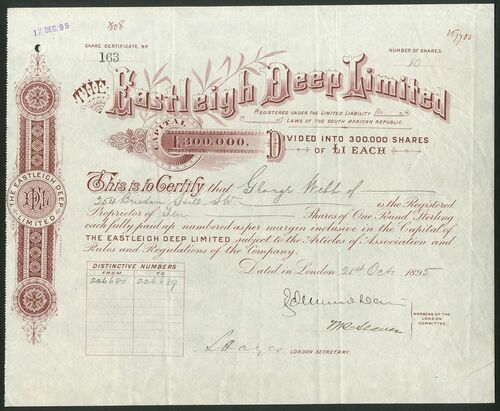 17 DEC. 95
SHARE CERTIFICATE No
163
NUMBER OF SHARES.
10
THE Eastleigh Deep Limited
REGISTERED UNDER THE LIMITED LIABILITY
LAWS OF THE SOUTH AFRICAN REPUBLIC.
CAPITAL
£300,000,
DIVIDED INTO 300,000 SHARES
OF £1 EACH
This is to Certify that George Webb of
254 S.W. is the Registered
Proprietor of Ten Shares of One Pound Sterling
each fully paid up numbered as per margin inclusive in the Capital of
THE EASTLEIGH DEEP LIMITED subject to the Articles of Association and
Rules and Regulations of the Company.
Dated in London 21st Oct 1895
DISTINCTIVE NUMBERS
FROM TO
226680 226689
MEMBERS OF THE
LONDON
COMMITTEE.
LONDON SECRETARY.
THE EASTLEIGH DEEP
LIMITED